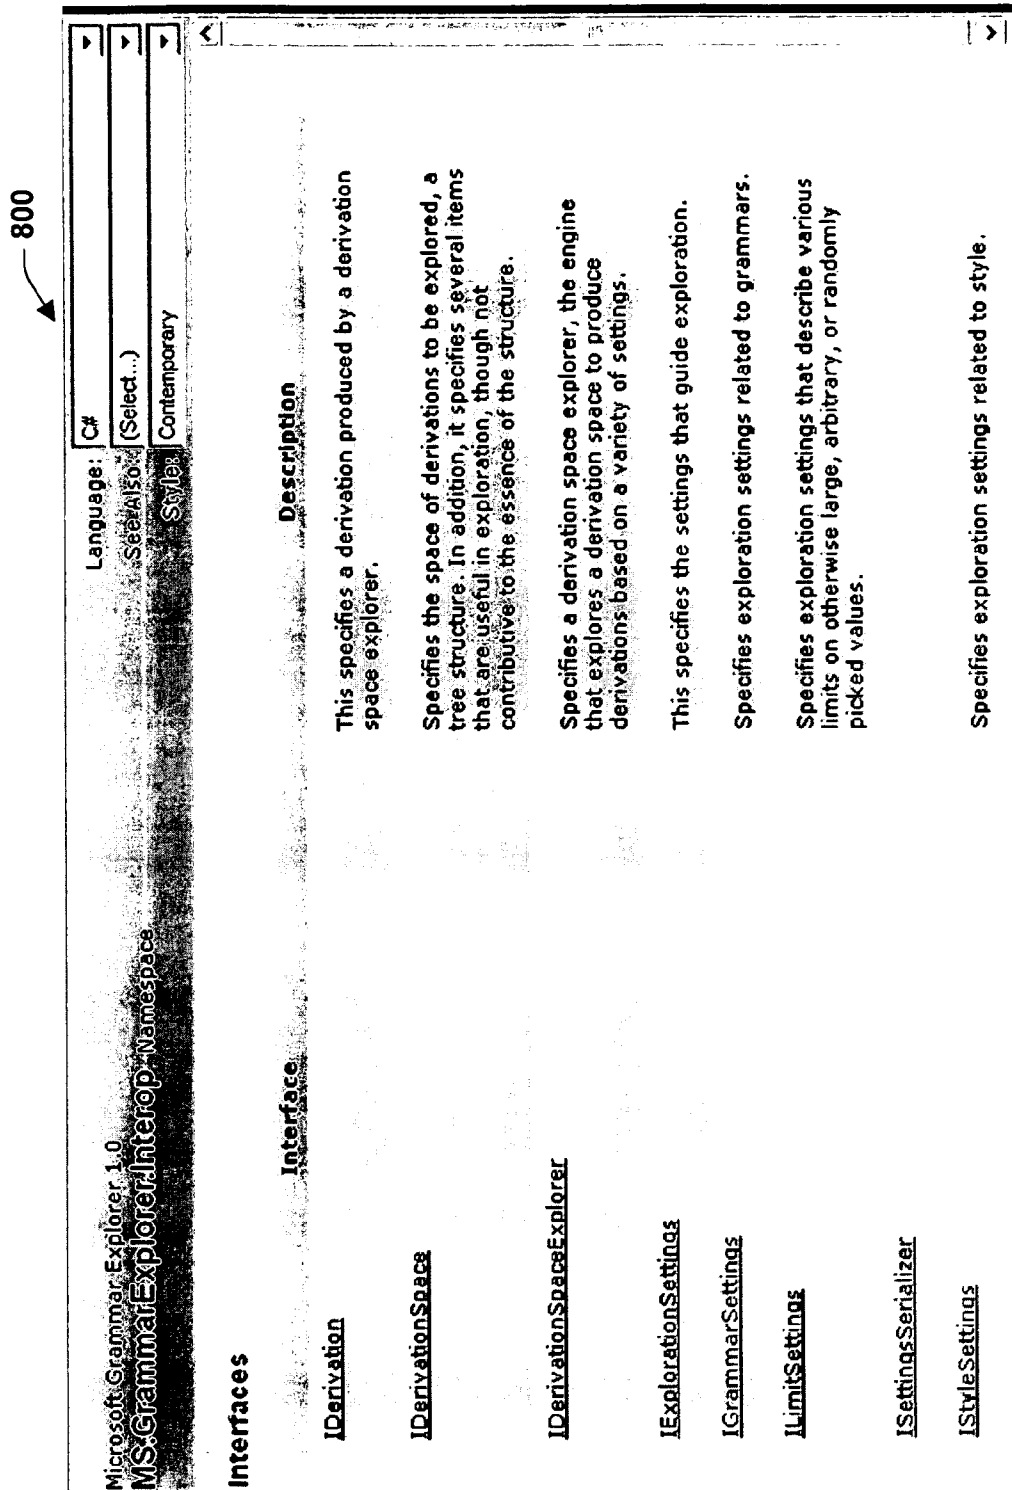 800
Microsoft Grammar Explorer 1.0
MS.GrammarExplorer.Interop Namespace
Language: C#
See Also: (Select...)
Style: Contemporary
Interfaces
Interface Description
IDerivation This specifies a derivation produced by a derivation
space explorer.
IDerivationSpace Specifies the space of derivations to be explored, a
tree structure. In addition, it specifies several items
that are useful in exploration, though not
contributive to the essence of the structure.
IDerivationSpaceExplorer Specifies a derivation space explorer, the engine
that explores a derivation space to produce
derivations based on a variety of settings.
IExplorationSettings This specifies the settings that guide exploration.
IGrammarSettings Specifies exploration settings related to grammars.
ILimitSettings Specifies exploration settings that describe various
limits on otherwise large, arbitrary, or randomly
picked values.
ISettingsSerializer
IStyleSettings Specifies exploration settings related to style.